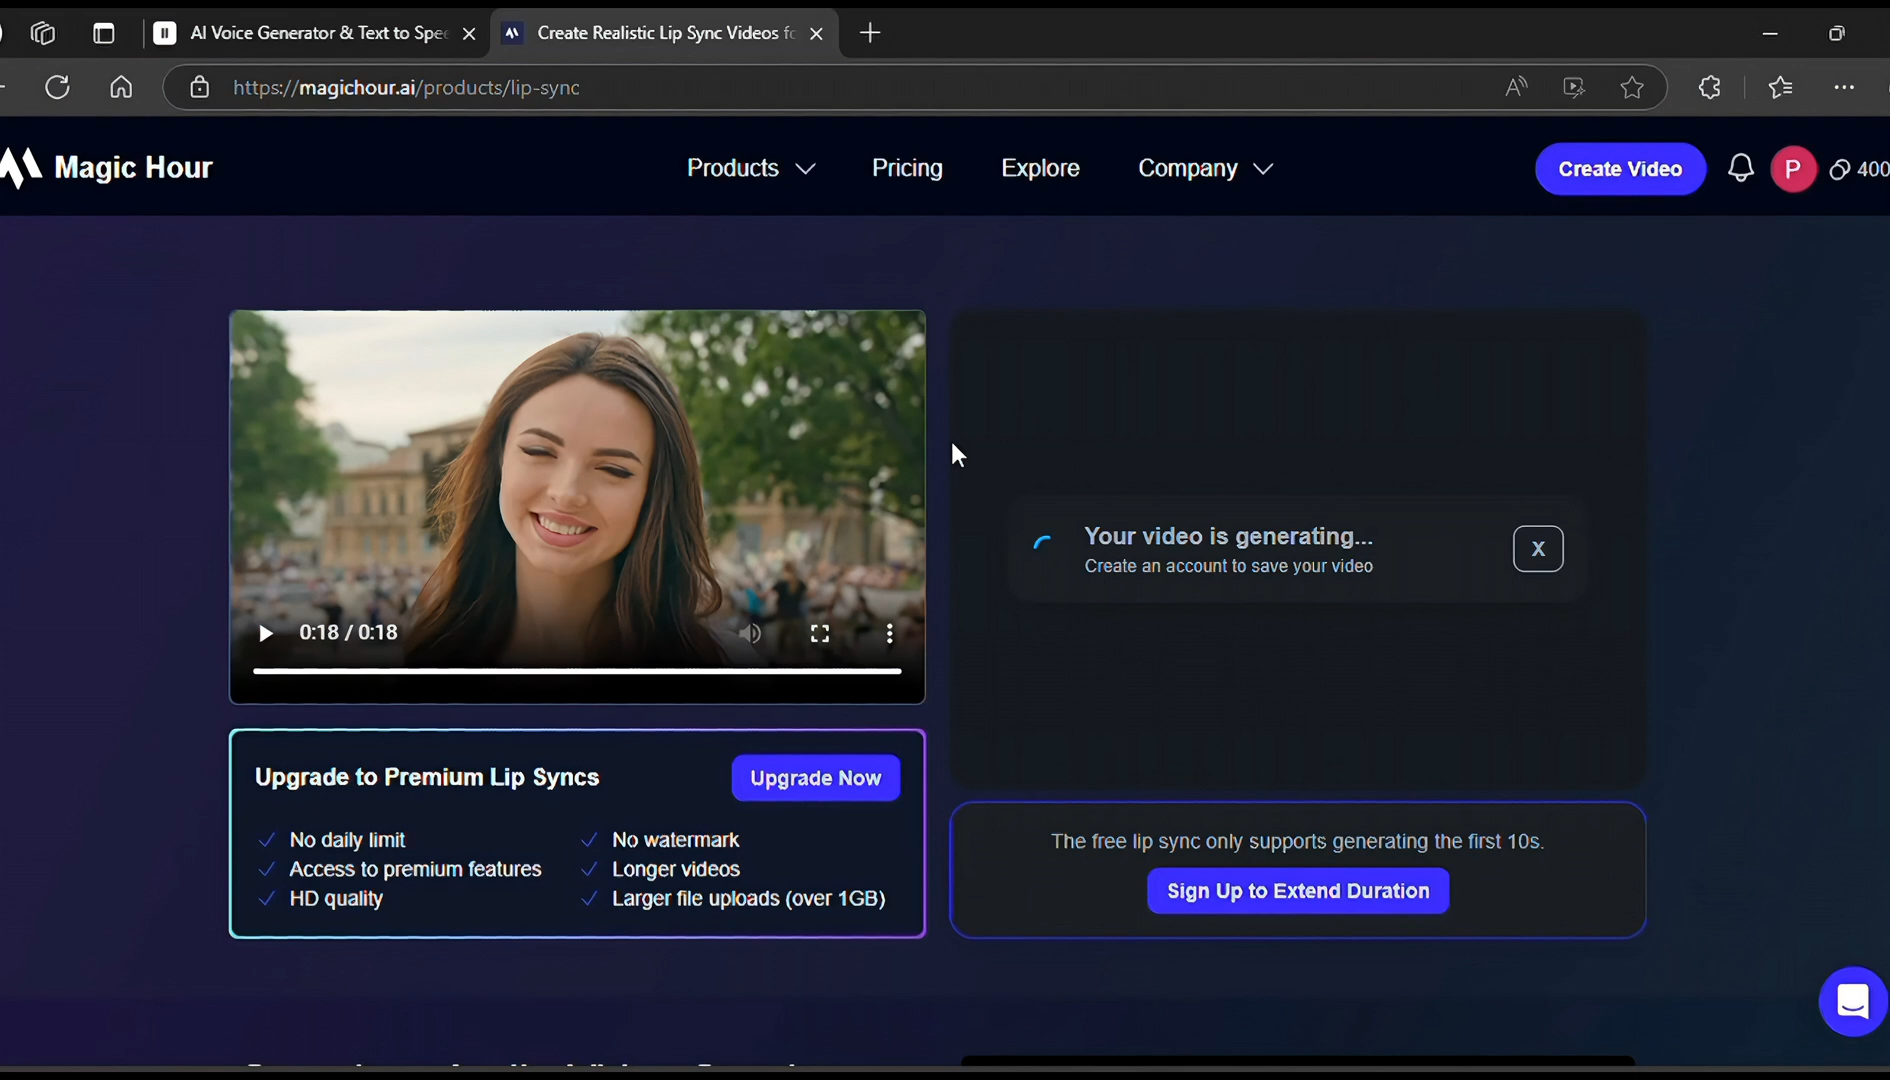 AI Voice Generator & Text to Spee
Create Realistic Lip Sync Videos fo
https://magichour.ai/products/lip-sync
Magic Hour
Products
Pricing
Explore
Company
Create Video
P
400
0:18 / 0:18
Your video is generating...
Create an account to save your video
X
Upgrade to Premium Lip Syncs
Upgrade Now
No daily limit
No watermark
Access to premium features
Longer videos
HD quality
Larger file uploads (over 1GB)
The free lip sync only supports generating the first 10s.
Sign Up to Extend Duration